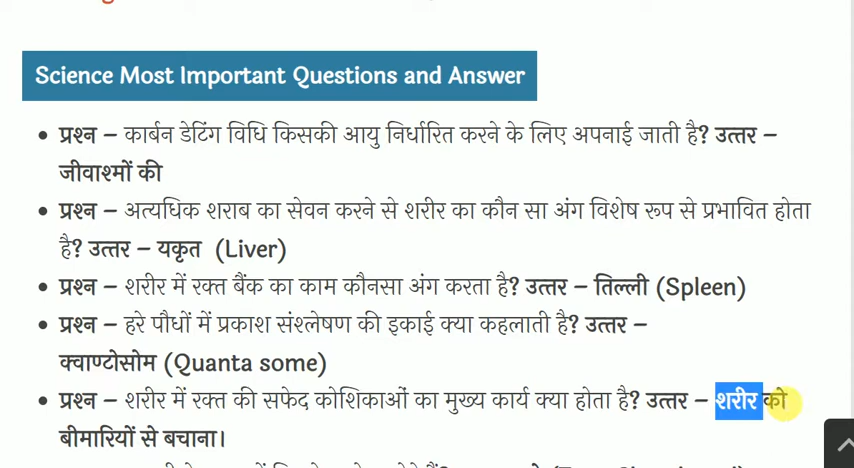 Science Most Important Questions and Answer
• प्रश्न – कार्बन डेटिंग विधि किसकी आयु निर्धारित करने के लिए अपनाई जाती है? उत्तर –
जीवाश्मों की
• प्रश्न – अत्यधिक शराब का सेवन करने से शरीर का कौन सा अंग विशेष रूप से प्रभावित होता
है? उत्तर – यकृत (Liver)
• प्रश्न – शरीर में रक्त बैंक का काम कौनसा अंग करता है? उत्तर – तिल्ली (Spleen)
• प्रश्न – हरे पौधों में प्रकाश संश्लेषण की इकाई क्या कहलाती है? उत्तर –
क्वाण्टोसोम (Quanta some)
• प्रश्न – शरीर में रक्त की सफेद कोशिकाओं का मुख्य कार्य क्या होता है? उत्तर – शरीर को
बीमारियों से बचाना।